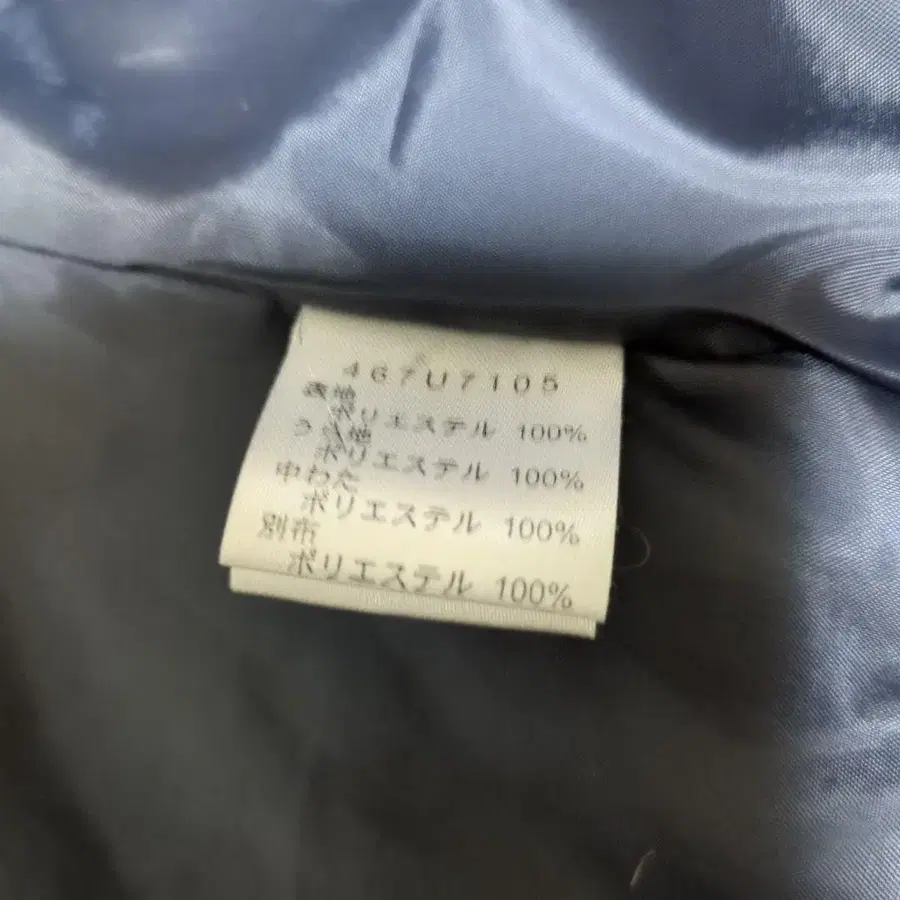 467U7105
表地
ポリエステル 100%
うら地
ポリエステル 100%
中わた
ポリエステル 100%
別布
ポリエステル 100%